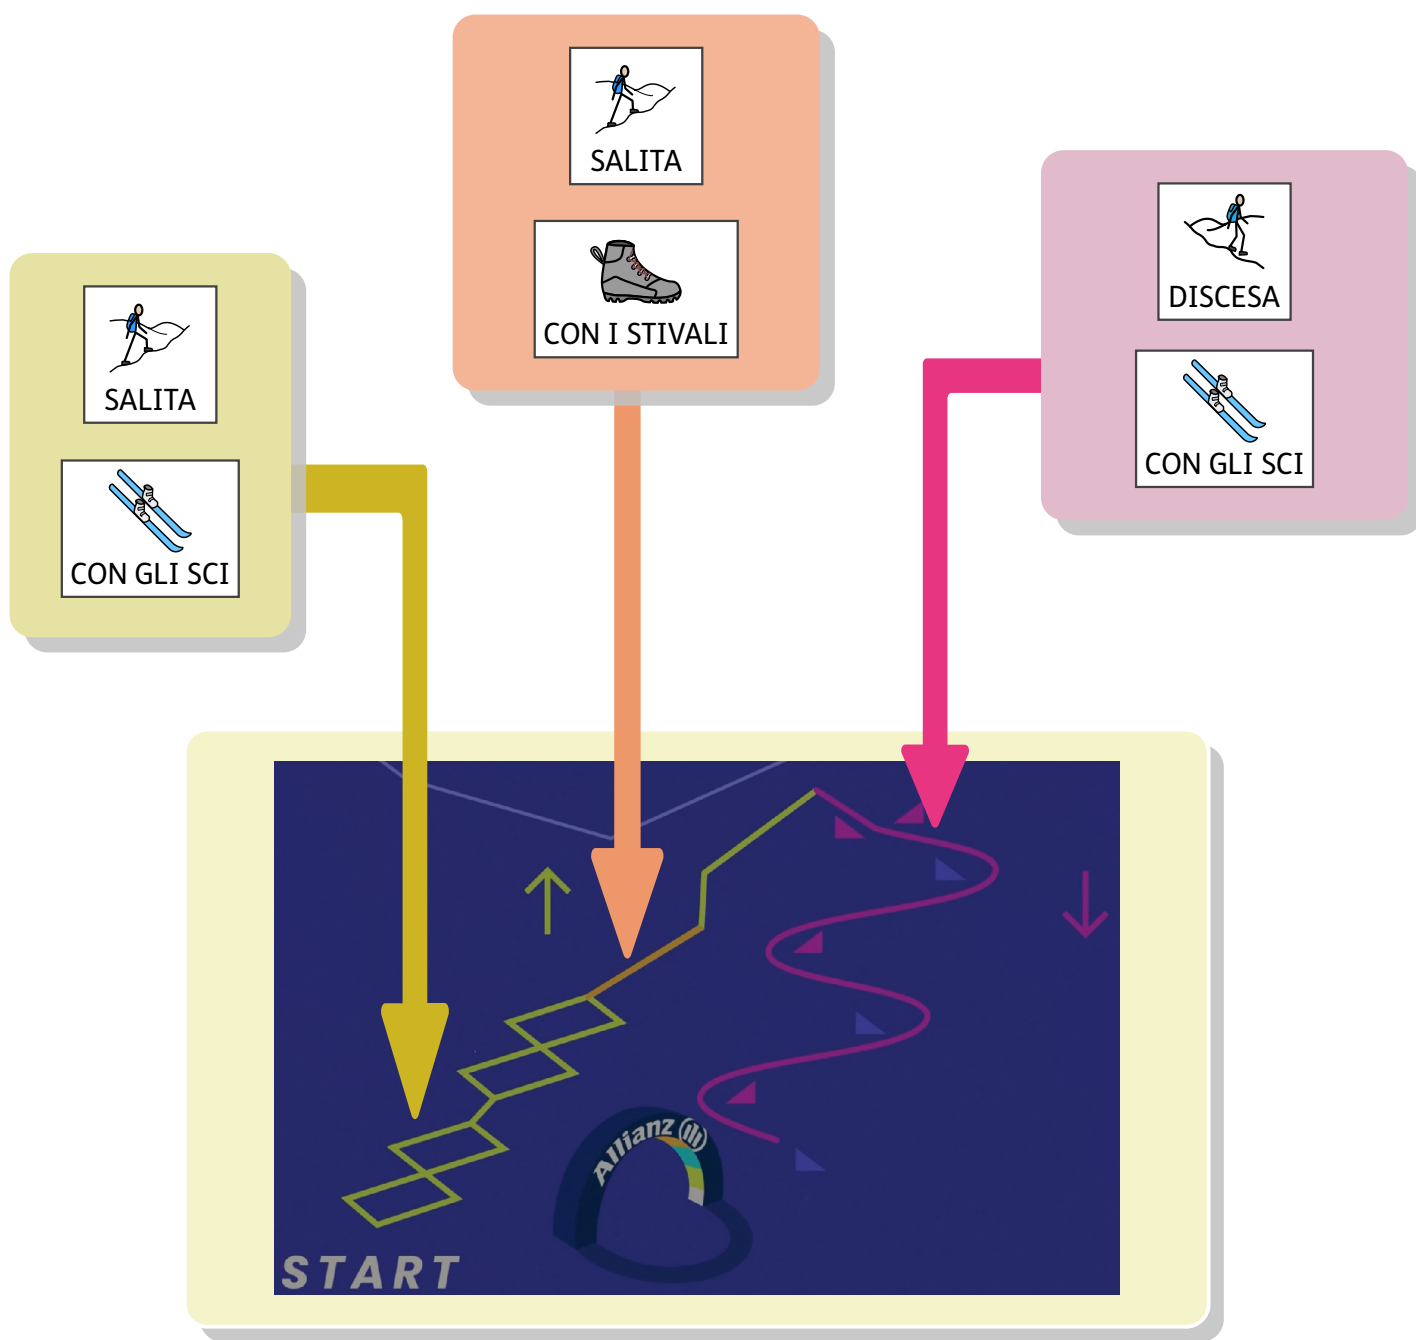 SALITA
CON GLI SCI
SALITA
CON I STIVALI
DISCESA
CON GLI SCI
Allianz
START